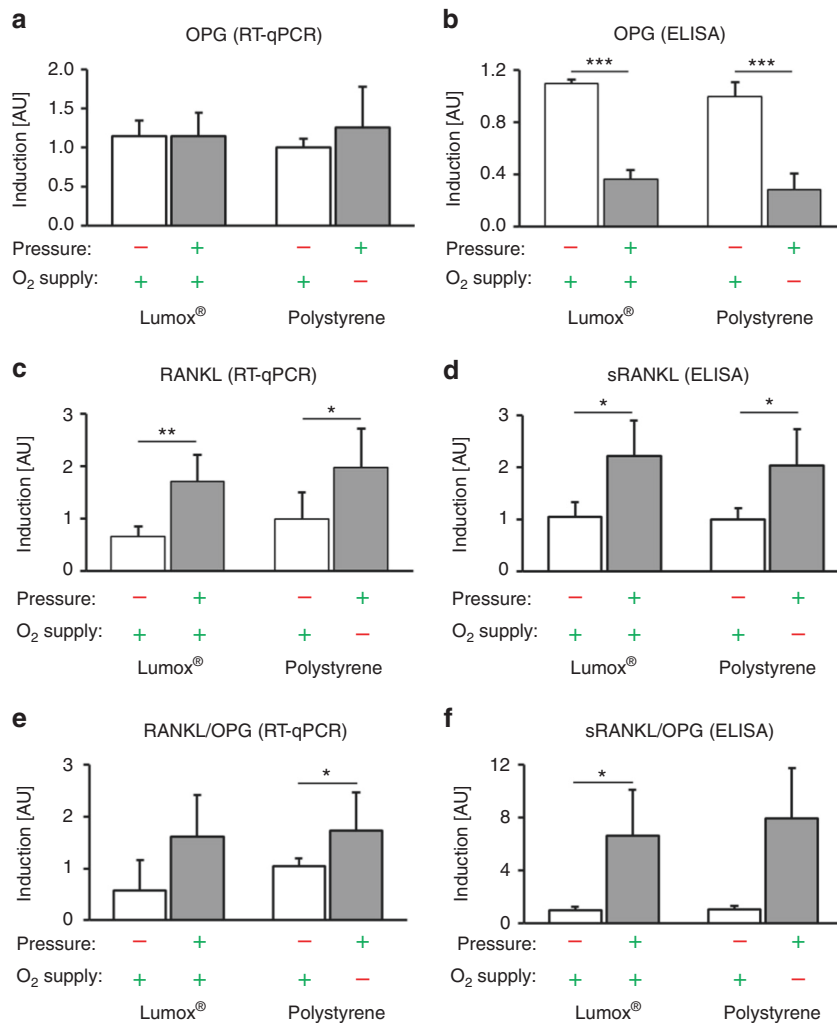 a
OPG (RT-qPCR)
Induction [AU]
2.0
1.5
1.0
0.5
0.0
Pressure: − + − +
O2 supply: + + + −
Lumox® Polystyrene
b
OPG (ELISA)
Induction [AU]
1.2
0.8
0.4
0.0
*** ***
Pressure: − + − +
O2 supply: + + + −
Lumox® Polystyrene
c
RANKL (RT-qPCR)
Induction [AU]
3
2
1
0
** *
Pressure: − + − +
O2 supply: + + + −
Lumox® Polystyrene
d
sRANKL (ELISA)
Induction [AU]
3
2
1
0
* *
Pressure: − + − +
O2 supply: + + + −
Lumox® Polystyrene
e
RANKL/OPG (RT-qPCR)
Induction [AU]
3
2
1
0
*
Pressure: − + − +
O2 supply: + + + −
Lumox® Polystyrene
f
sRANKL/OPG (ELISA)
Induction [AU]
12
8
4
0
*
Pressure: − + − +
O2 supply: + + + −
Lumox® Polystyrene